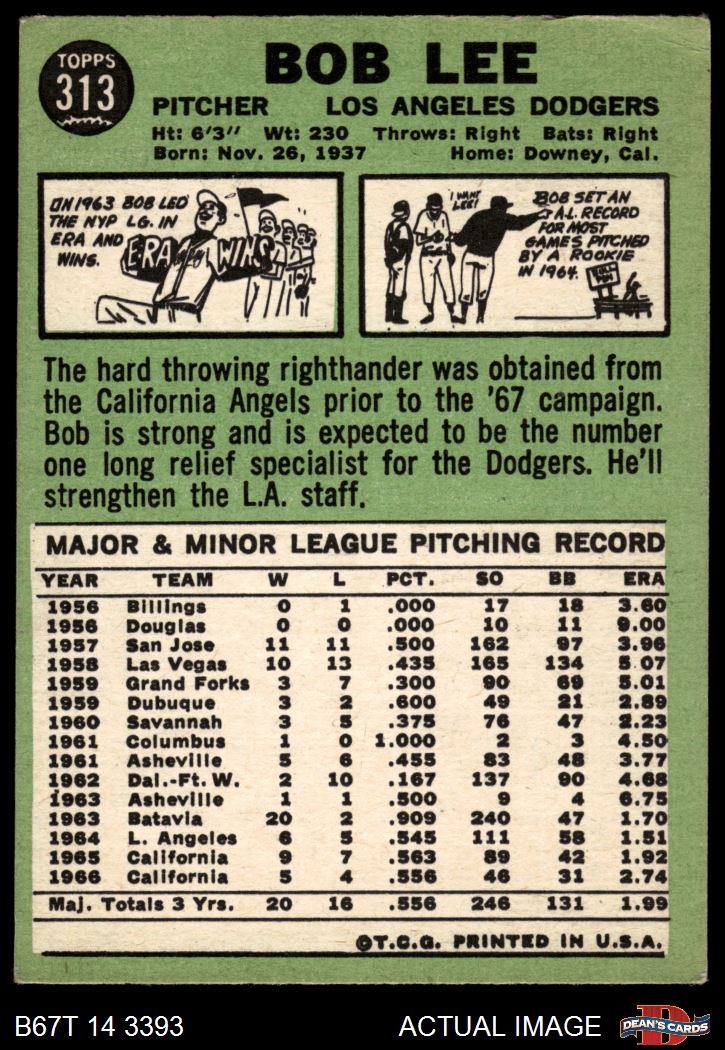 TOPPS
313
BOB LEE
PITCHER LOS ANGELES DODGERS
Ht: 6'3" Wt: 230 Throws: Right Bats: Right
Born: Nov. 26, 1937 Home: Downey, Cal.
ON 1963 BOB LED
THE NYP LG. IN
ERA AND
WINS.
ERA
WINS
I WANT
LEE!
BOB SET AN
A.L. RECORD
FOR MOST
GAMES PITCHED
BY A ROOKIE
IN 1964.
The hard throwing righthander was obtained from
the California Angels prior to the '67 campaign.
Bob is strong and is expected to be the number
one long relief specialist for the Dodgers. He'll
strengthen the L.A. staff.
MAJOR & MINOR LEAGUE PITCHING RECORD
YEAR TEAM W L PCT. SO BB ERA
1956 Billings 0 1 .000 17 18 3.60
1956 Douglas 0 0 .000 10 11 9.00
1957 San Jose 11 11 .500 162 97 3.96
1958 Las Vegas 10 13 .435 165 134 5.07
1959 Grand Forks 3 7 .300 90 69 5.01
1959 Dubuque 3 2 .600 49 21 2.89
1960 Savannah 3 5 .375 76 47 2.23
1961 Columbus 1 0 1.000 2 3 4.50
1961 Asheville 5 6 .455 83 48 3.77
1962 Dal.-Ft. W. 2 10 .167 137 90 4.68
1963 Asheville 1 1 .500 9 4 6.75
1963 Batavia 20 2 .909 240 47 1.70
1964 L. Angeles 6 5 .545 111 58 1.51
1965 California 9 7 .563 89 42 1.92
1966 California 5 4 .556 46 31 2.74
Maj. Totals 3 Yrs. 20 16 .556 246 131 1.99
©T.C.G. PRINTED IN U.S.A.
B67T 14 3393 ACTUAL IMAGE
DEAN'S CARDS